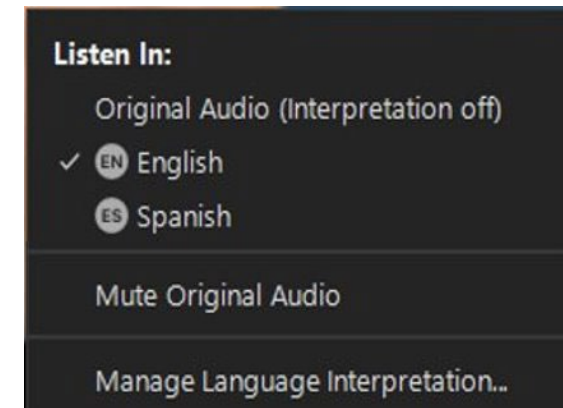 Listen In:
Original Audio (Interpretation off)
EN English
ES Spanish
Mute Original Audio
Manage Language Interpretation...